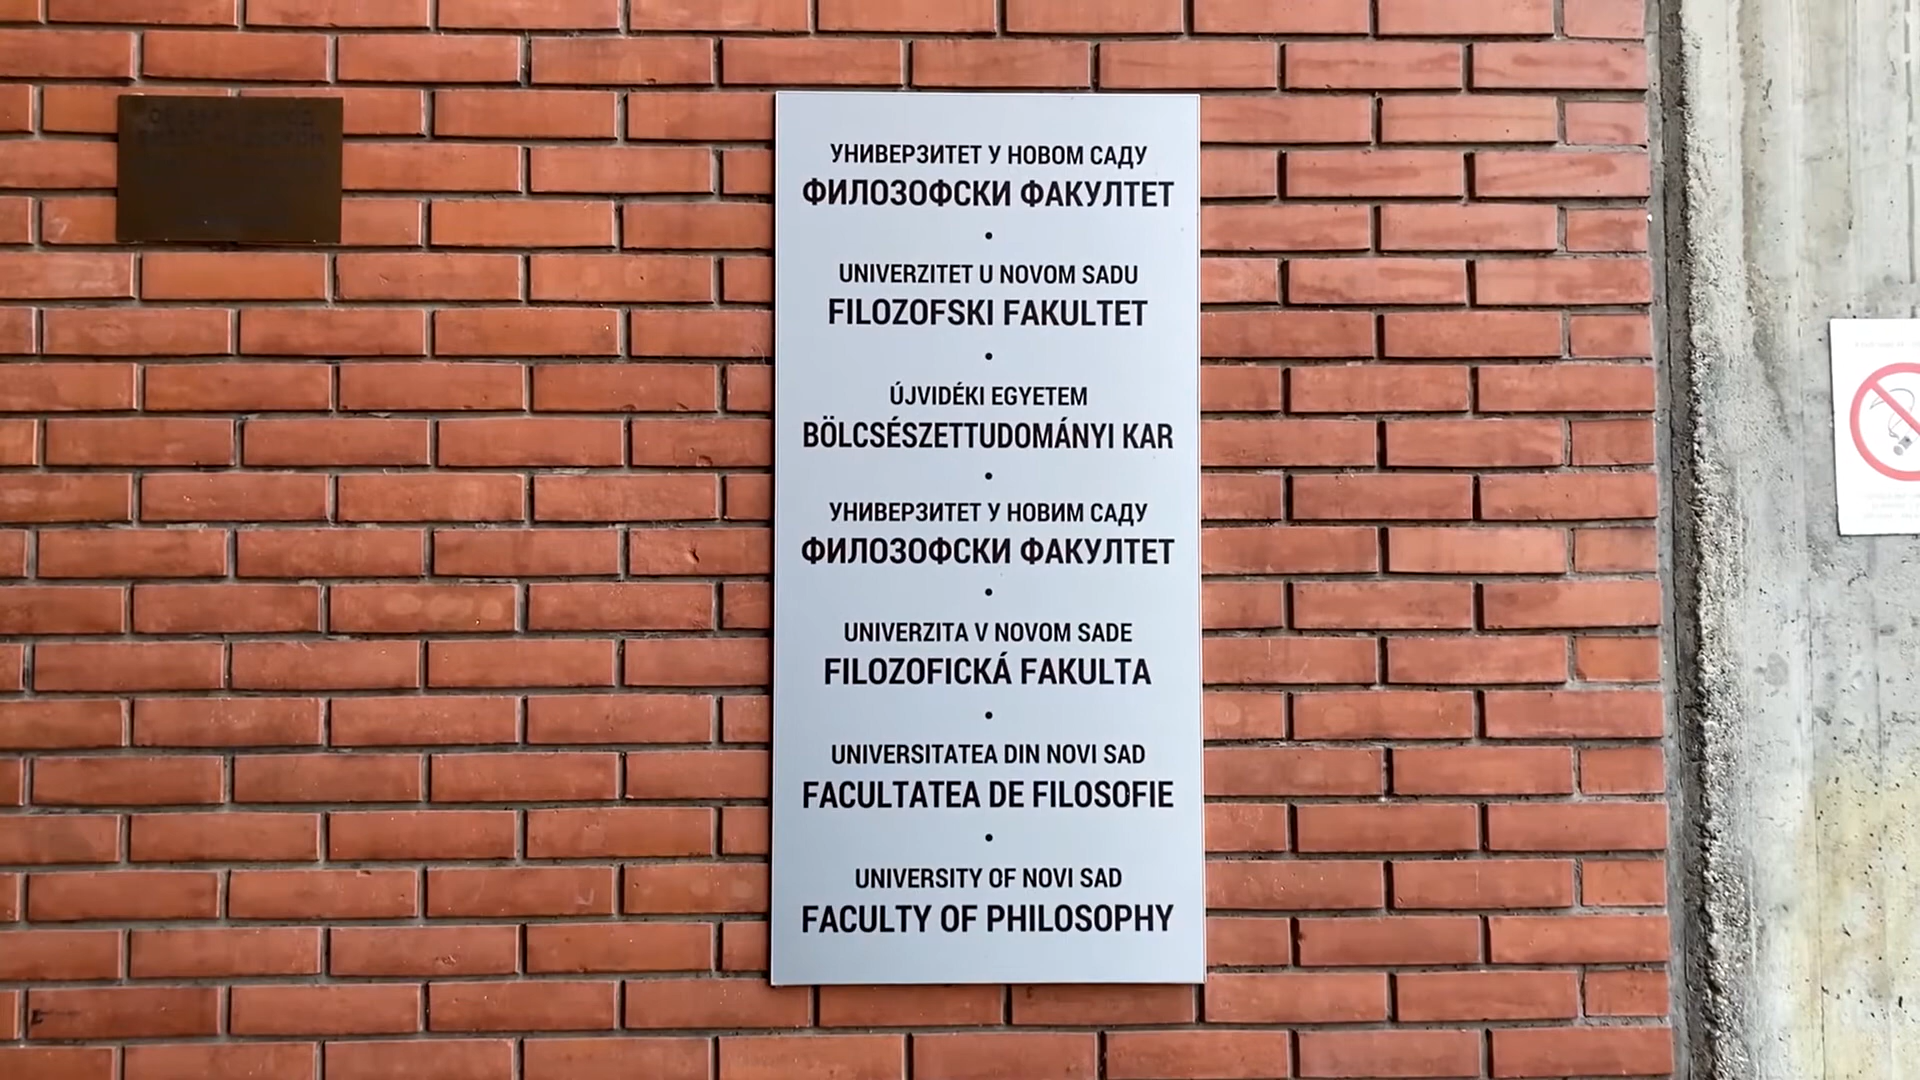 УНИВЕРЗИТЕТ У НОВОМ САДУ
ФИЛОЗОФСКИ ФАКУЛТЕТ
•
UNIVERZITET U NOVOM SADU
FILOZOFSKI FAKULTET
•
ÚJVIDÉKI EGYETEM
BÖLCSÉSZETTUDOMÁNYI KAR
•
УНИВЕРЗИТЕТ У НОВИМ САДУ
ФИЛОЗОФСКИ ФАКУЛТЕТ
•
UNIVERZITA V NOVOM SADE
FILOZOFICKÁ FAKULTA
•
UNIVERSITATEA DIN NOVI SAD
FACULTATEA DE FILOSOFIE
•
UNIVERSITY OF NOVI SAD
FACULTY OF PHILOSOPHY